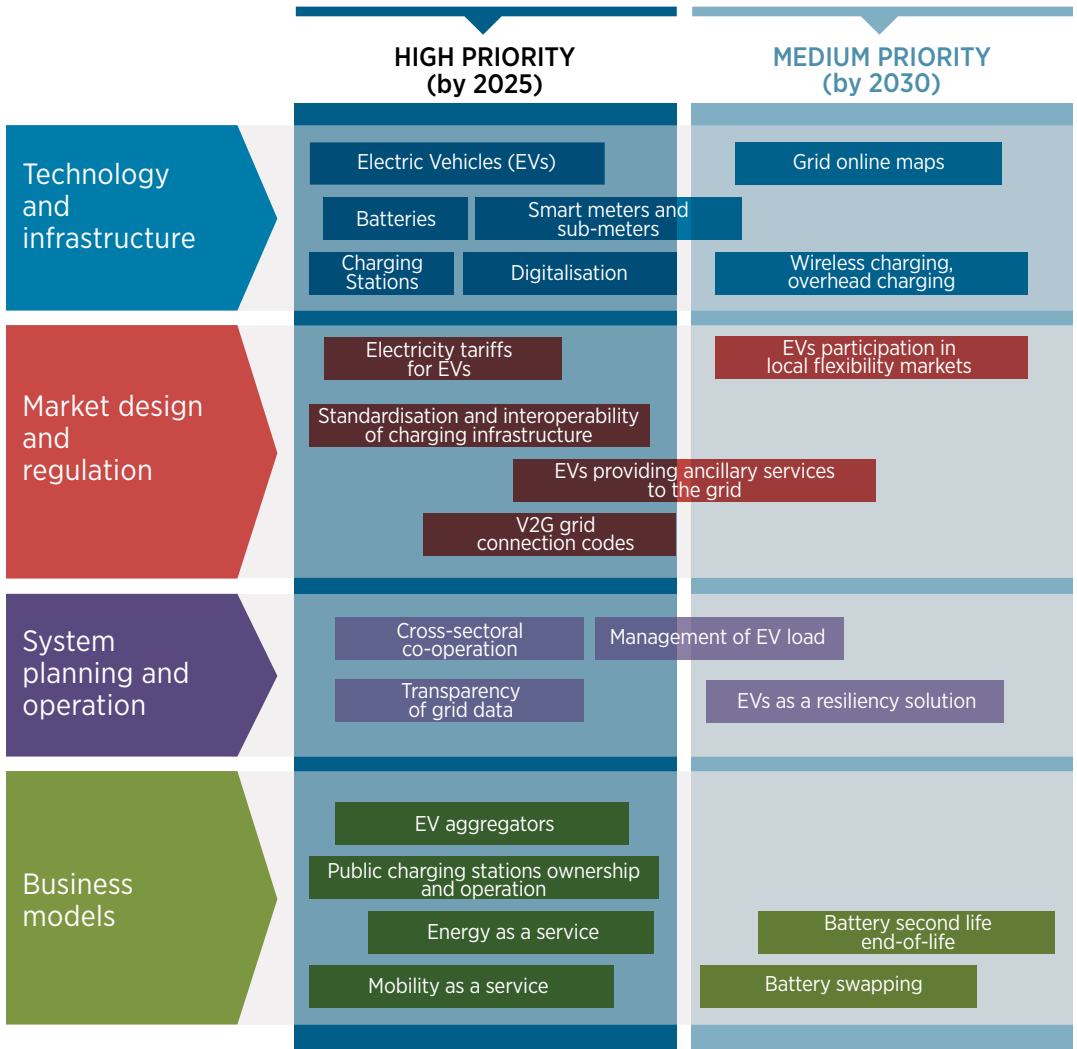 HIGH PRIORITY
(by 2025)
MEDIUM PRIORITY
(by 2030)
Technology
and
infrastructure
Electric Vehicles (EVs)
Grid online maps
Batteries
Smart meters and
sub-meters
Charging
Stations
Digitalisation
Wireless charging,
overhead charging
Market design
and
regulation
Electricity tariffs
for EVs
EVs participation in
local flexibility markets
Standardisation and interoperability
of charging infrastructure
EVs providing ancillary services
to the grid
V2G grid
connection codes
System
planning and
operation
Cross-sectoral
co-operation
Management of EV load
Transparency
of grid data
EVs as a resiliency solution
Business
models
EV aggregators
Public charging stations ownership
and operation
Energy as a service
Battery second life
end-of-life
Mobility as a service
Battery swapping